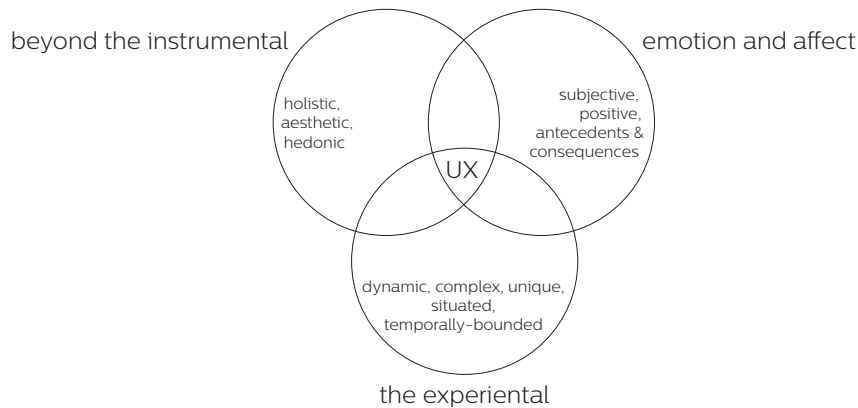 beyond the instrumental
emotion and affect
holistic,
aesthetic,
hedonic
subjective,
positive,
antecedents &
consequences
UX
dynamic, complex, unique,
situated,
temporally-bounded
the experiental